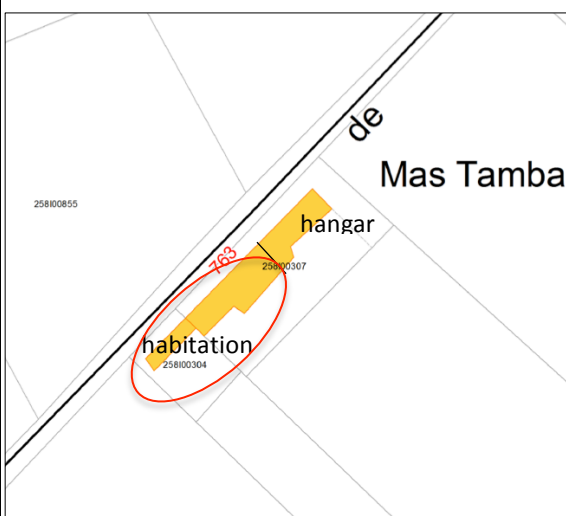 de
Mas Tamba
258I00855
hangar
763
258I00307
habitation
258I00304